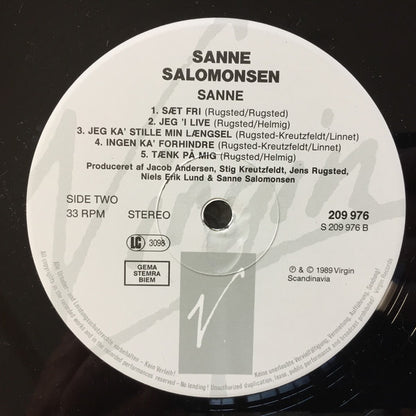 SANNE
SALOMONSEN
SANNE
1. SÆT FRI (Rugsted/Rugsted)
2. JEG 'I LIVE (Rugsted/Helmig)
3. JEG KA' STILLE MIN LÆNGSEL (Rugsted-Kreutzfeldt/Linnet)
4. INGEN KA' FORHINDRE (Rugsted-Kreutzfeldt/Linnet)
5. TÆNK PÅ MIG (Rugsted/Helmig)
Produceret af Jacob Andersen, Stig Kreutzfeldt, Jens Rugsted,
Niels Erik Lund & Sanne Salomonsen
SIDE TWO
33 RPM
STEREO
209 976
S 209 976 B
LC 3098
GEMA
STEMRA
BIEM
℗ & © 1989 Virgin
Scandinavia
Virgin
V